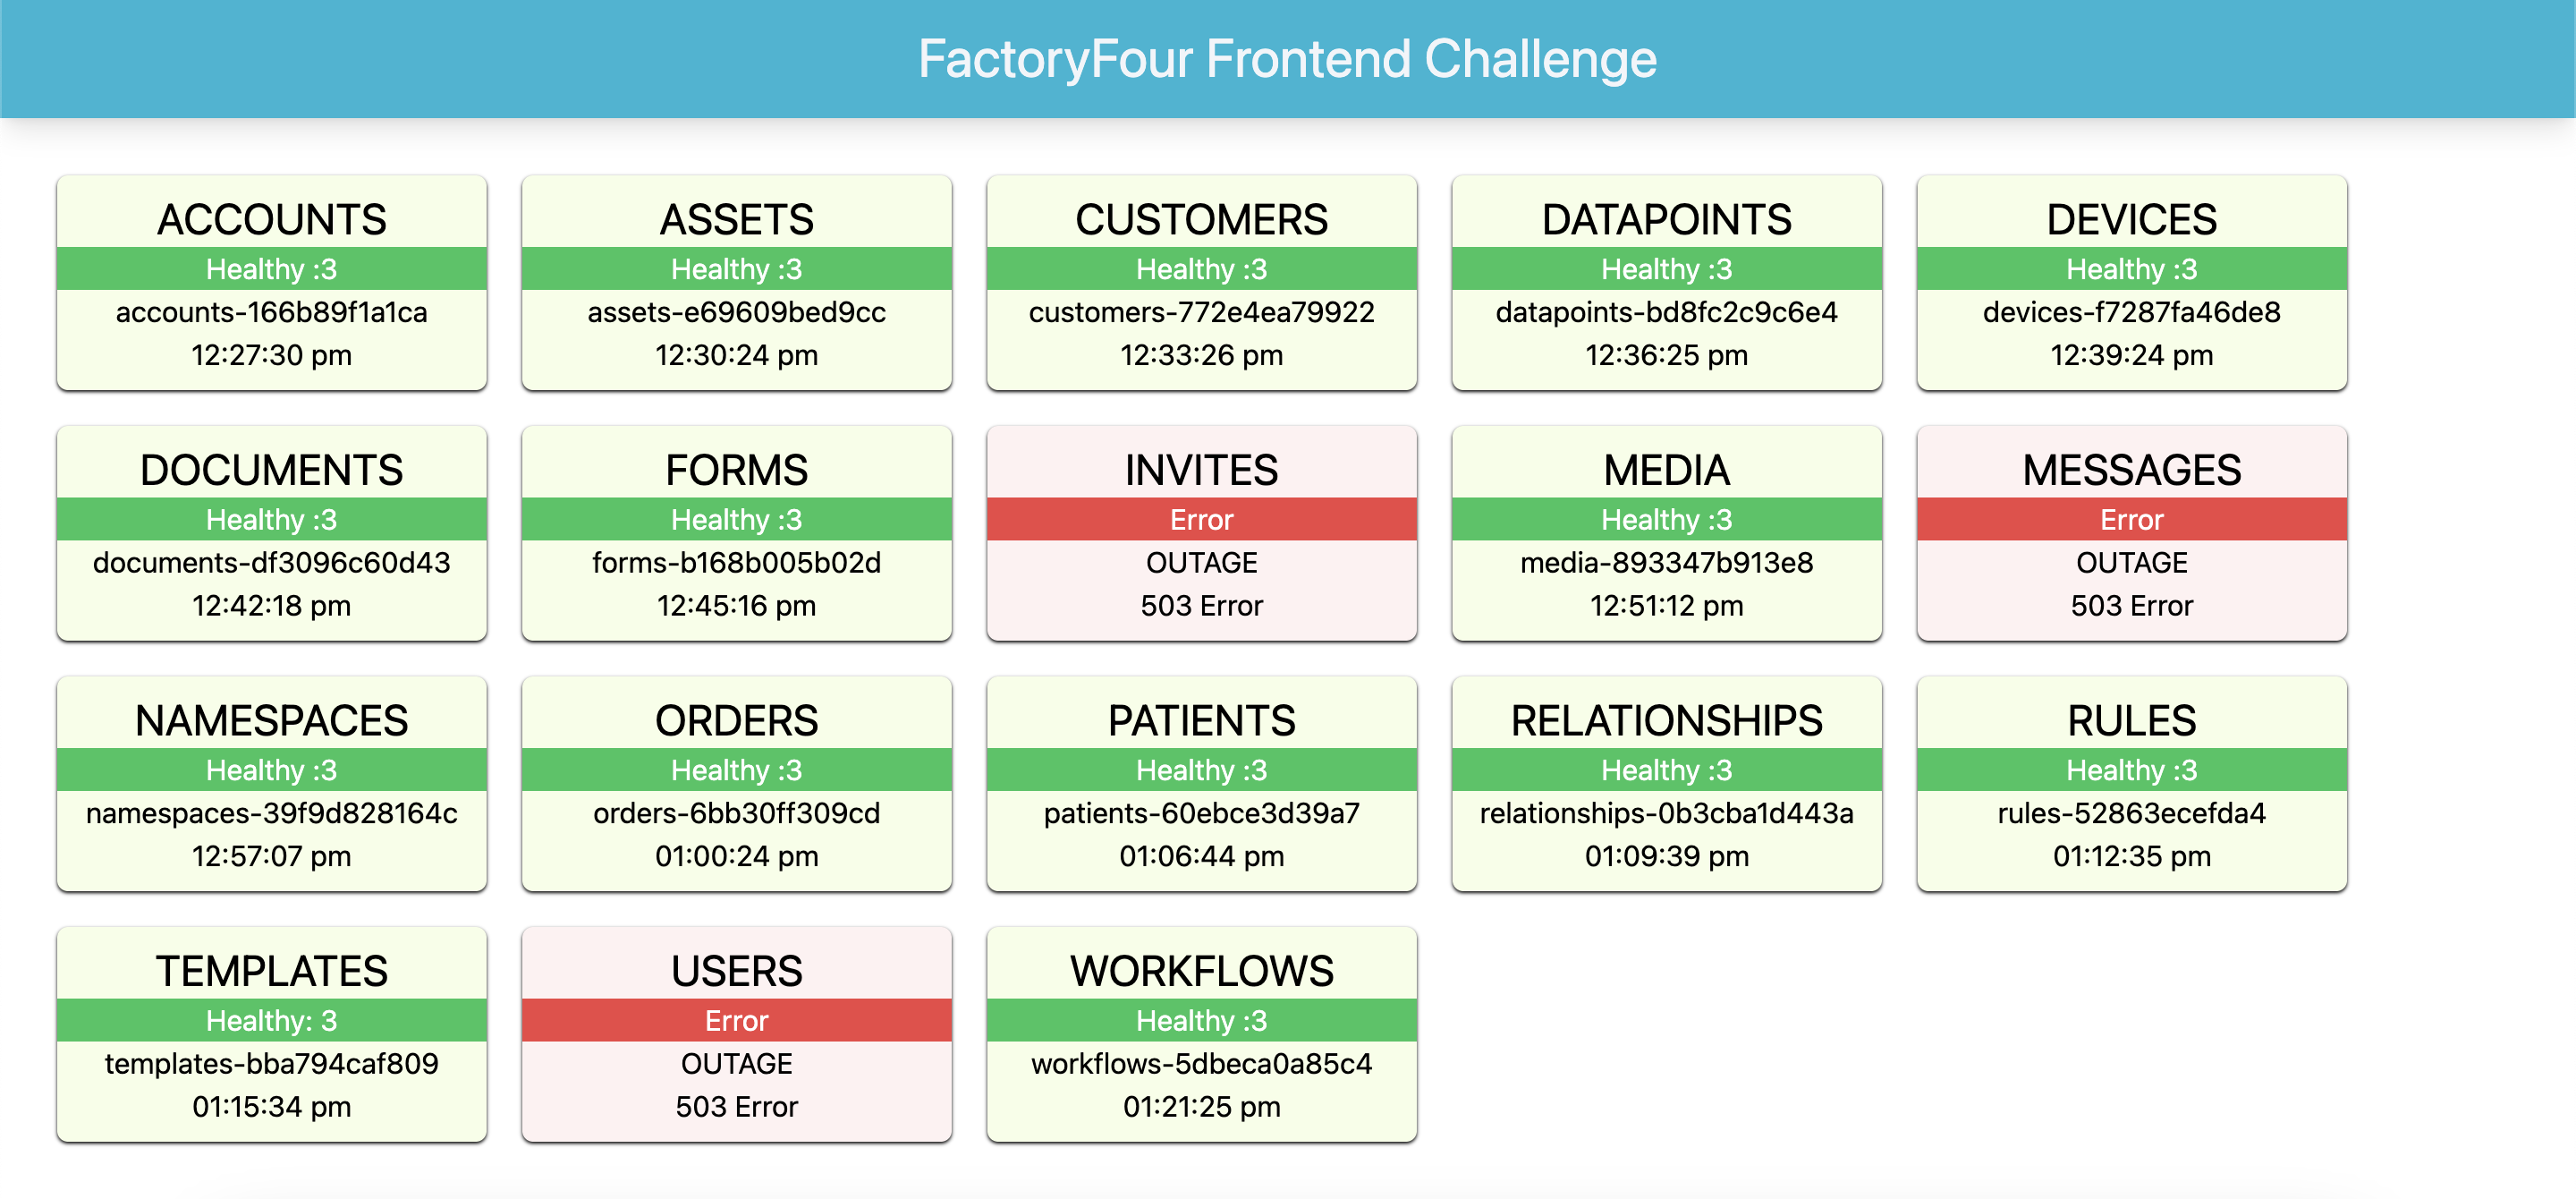 FactoryFour Frontend Challenge
ACCOUNTS
Healthy :3
accounts-166b89f1a1ca
12:27:30 pm
ASSETS
Healthy :3
assets-e69609bed9cc
12:30:24 pm
CUSTOMERS
Healthy :3
customers-772e4ea79922
12:33:26 pm
DATAPOINTS
Healthy :3
datapoints-bd8fc2c9c6e4
12:36:25 pm
DEVICES
Healthy :3
devices-f7287fa46de8
12:39:24 pm
DOCUMENTS
Healthy :3
documents-df3096c60d43
12:42:18 pm
FORMS
Healthy :3
forms-b168b005b02d
12:45:16 pm
INVITES
Error
OUTAGE
503 Error
MEDIA
Healthy :3
media-893347b913e8
12:51:12 pm
MESSAGES
Error
OUTAGE
503 Error
NAMESPACES
Healthy :3
namespaces-39f9d828164c
12:57:07 pm
ORDERS
Healthy :3
orders-6bb30ff309cd
01:00:24 pm
PATIENTS
Healthy :3
patients-60ebce3d39a7
01:06:44 pm
RELATIONSHIPS
Healthy :3
relationships-0b3cba1d443a
01:09:39 pm
RULES
Healthy :3
rules-52863ecefda4
01:12:35 pm
TEMPLATES
Healthy: 3
templates-bba794caf809
01:15:34 pm
USERS
Error
OUTAGE
503 Error
WORKFLOWS
Healthy :3
workflows-5dbeca0a85c4
01:21:25 pm